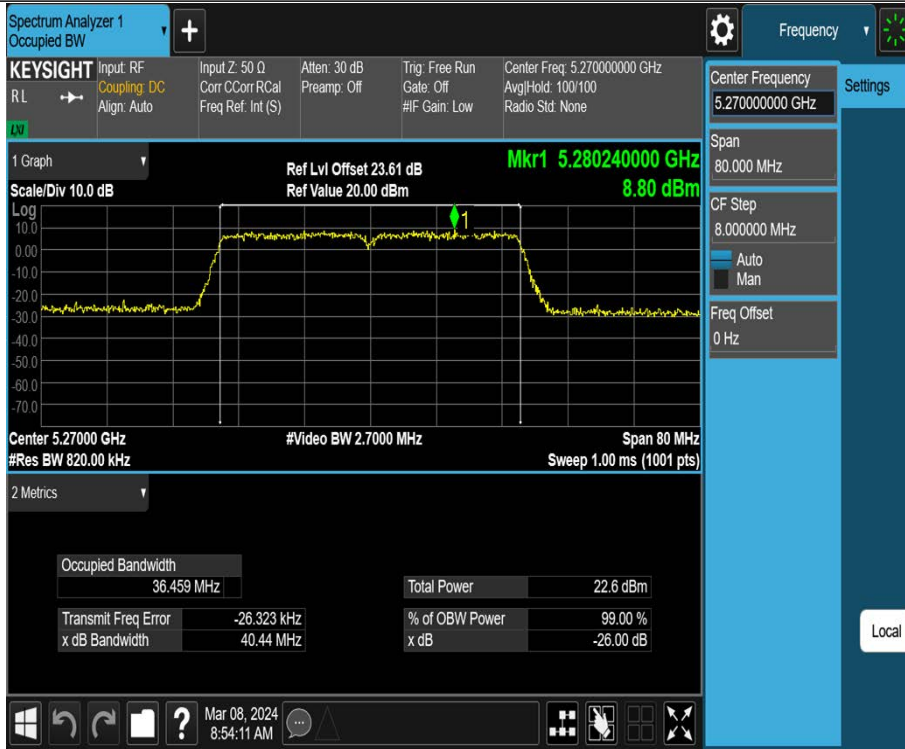 Spectrum Analyzer 1
Occupied BW
+
Frequency
KEYSIGHT
R L
LXI
Input: RF
Coupling: DC
Align: Auto
Input Z: 50 Ω
Corr CCorr RCal
Freq Ref: Int (S)
Atten: 30 dB
Preamp: Off
Trig: Free Run
Gate: Off
#IF Gain: Low
Center Freq: 5.270000000 GHz
Avg|Hold: 100/100
Radio Std: None
Center Frequency
5.270000000 GHz
Settings
Span
80.000 MHz
CF Step
8.000000 MHz
Auto
Man
Freq Offset
0 Hz
1 Graph
Scale/Div 10.0 dB
Ref Lvl Offset 23.61 dB
Ref Value 20.00 dBm
Mkr1 5.280240000 GHz
8.80 dBm
Log
10.0
0.00
-10.0
-20.0
-30.0
-40.0
-50.0
-60.0
-70.0
1
Center 5.27000 GHz
#Res BW 820.00 kHz
#Video BW 2.7000 MHz
Span 80 MHz
Sweep 1.00 ms (1001 pts)
2 Metrics
Occupied Bandwidth
36.459 MHz
Total Power 22.6 dBm
Transmit Freq Error -26.323 kHz
% of OBW Power 99.00 %
x dB Bandwidth 40.44 MHz
x dB -26.00 dB
Local
?
Mar 08, 2024
8:54:11 AM